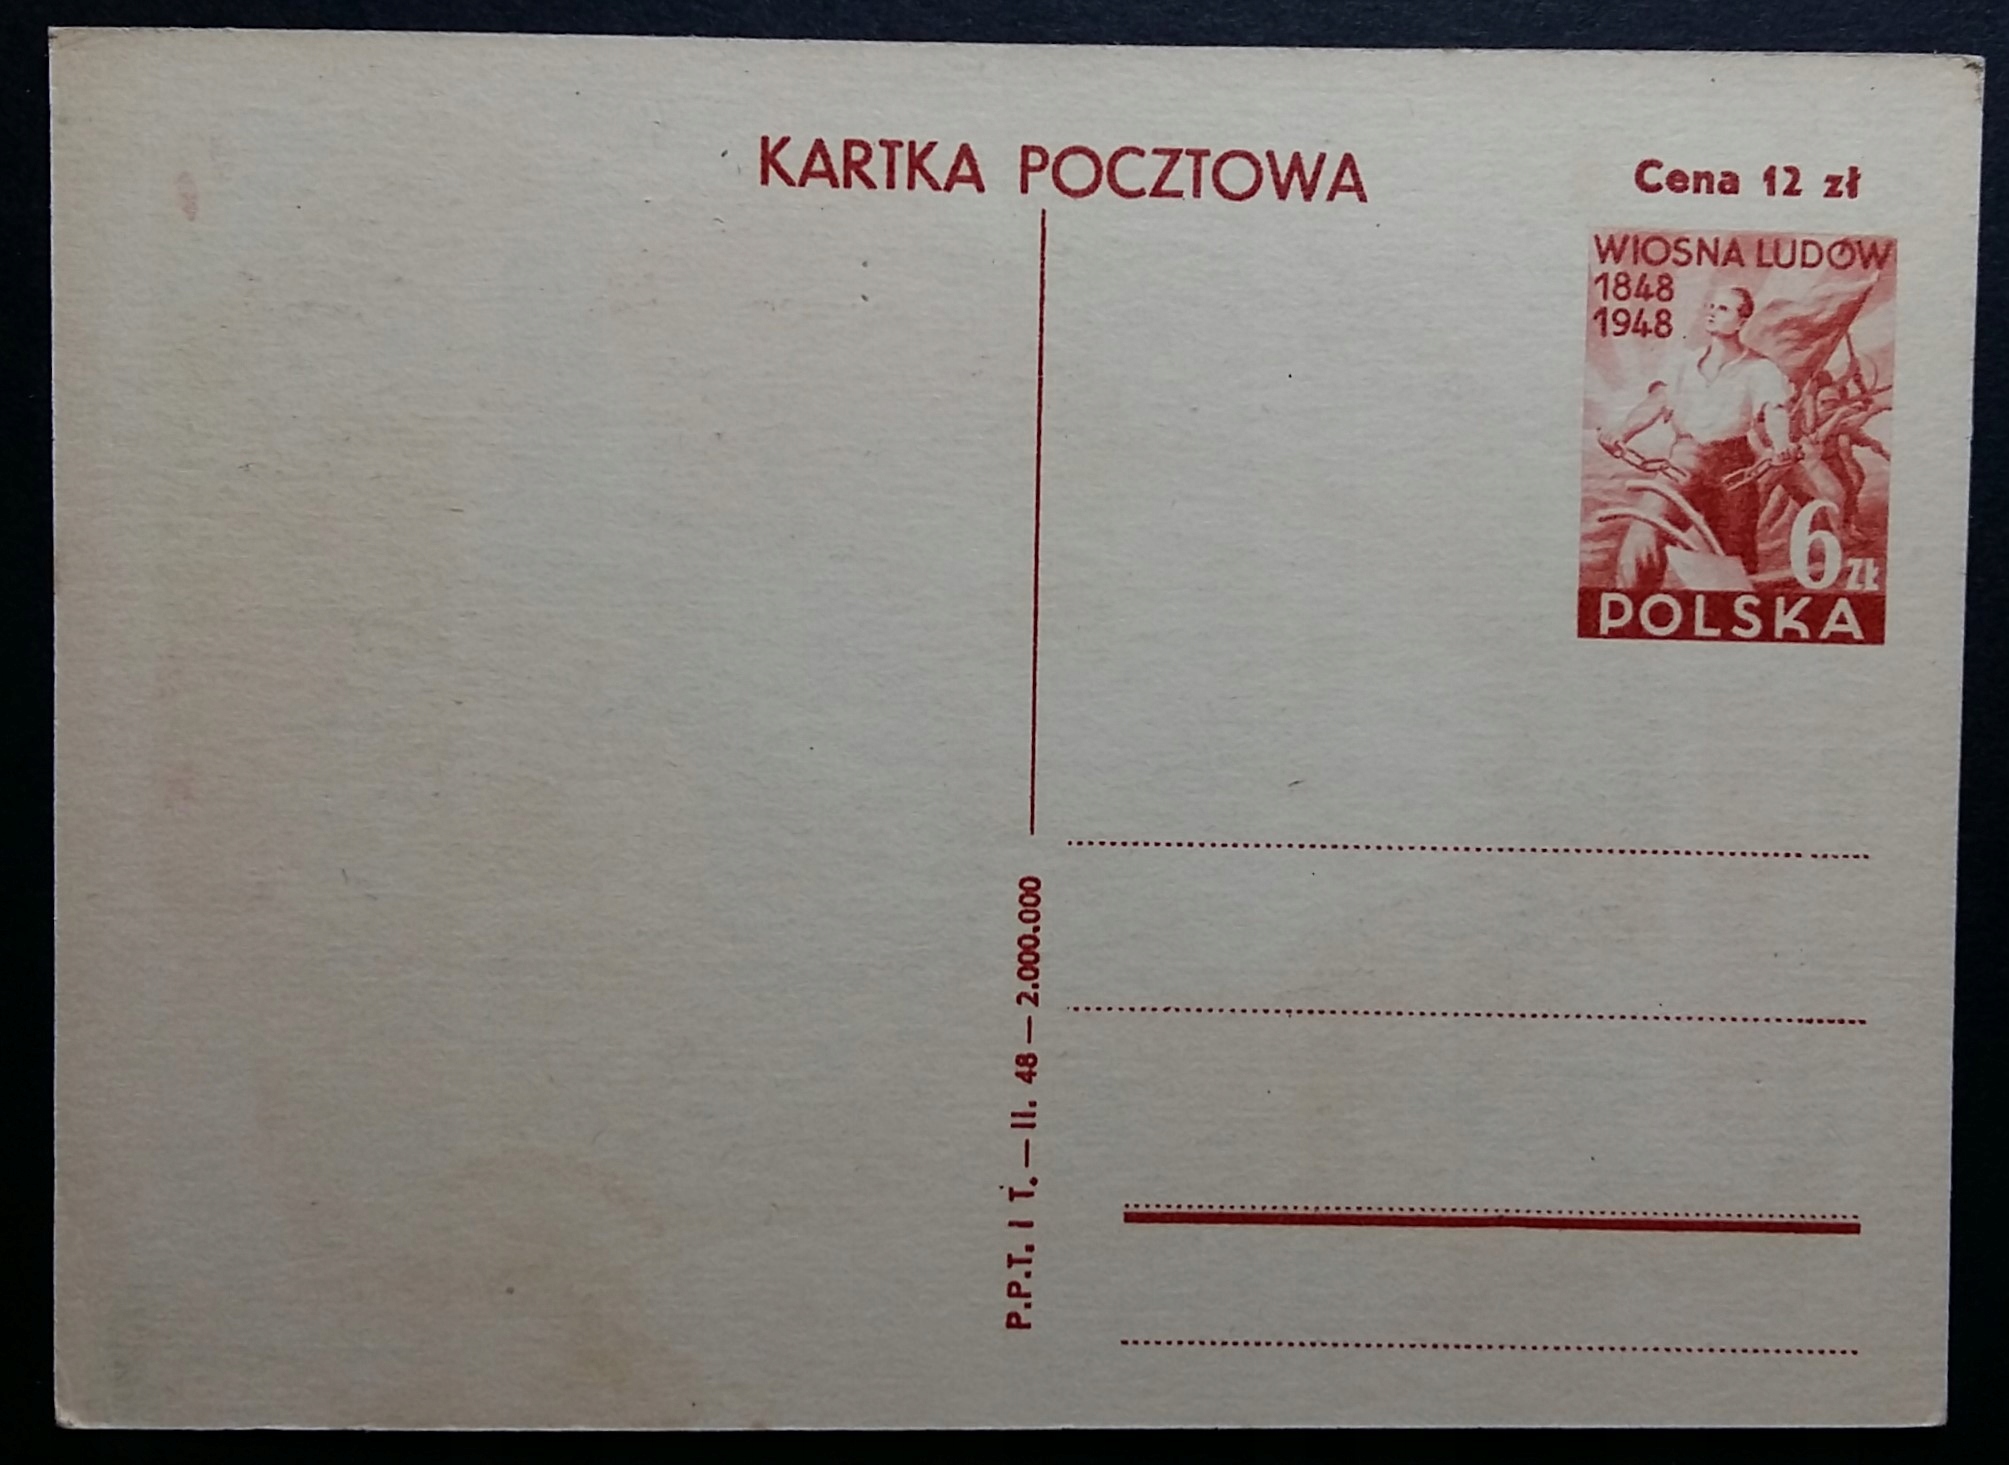 KARTKA POCZTOWA
Cena 12 zł
WIOSNA LUDÓW
1848
1948
6 ZŁ
POLSKA
P.P.T. I T. — II. 48 — 2.000.000